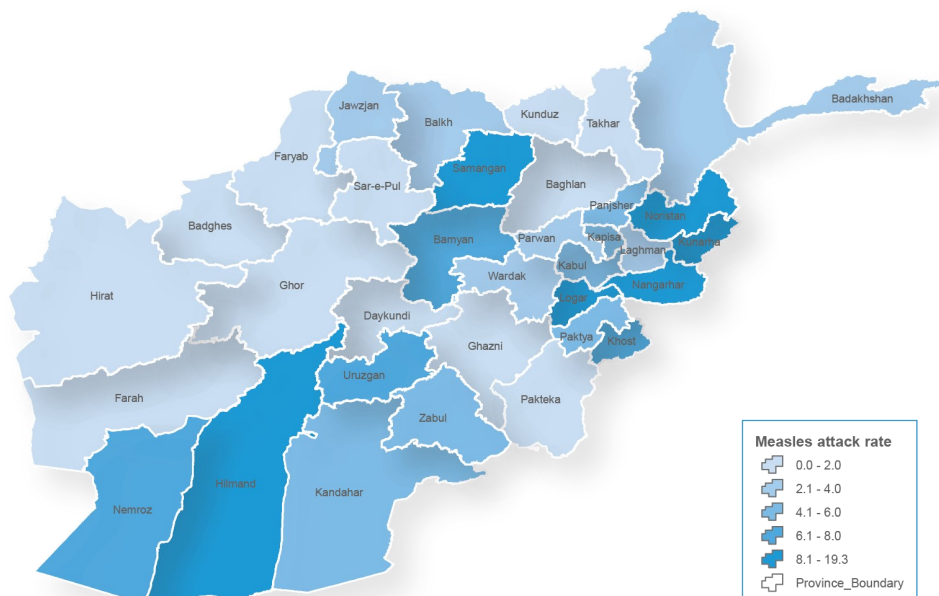 Badakhshan
Jawzjan
Balkh
Kunduz
Takhar
Faryab
Samangan
Sar-e-Pul
Baghlan
Panjsher
Noristan
Badghes
Bamyan
Parwan
Kapisa
Kunarha
Laghman
Kabul
Wardak
Nangarhar
Hirat
Ghor
Logar
Daykundi
Ghazni
Paktya
Khost
Uruzgan
Farah
Pakteka
Zabul
Hilmand
Kandahar
Nemroz
Measles attack rate
0.0 - 2.0
2.1 - 4.0
4.1 - 6.0
6.1 - 8.0
8.1 - 19.3
Province_Boundary